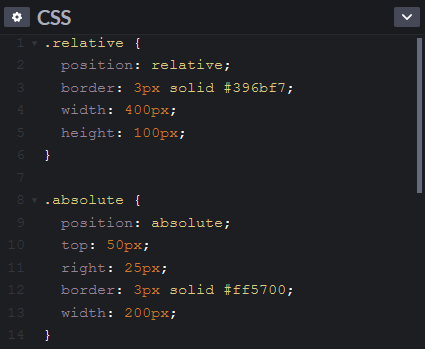 CSS
1 .relative {
2 position: relative;
3 border: 3px solid #396bf7;
4 width: 400px;
5 height: 100px;
6 }
7
8 .absolute {
9 position: absolute;
10 top: 50px;
11 right: 25px;
12 border: 3px solid #ff5700;
13 width: 200px;
14 }